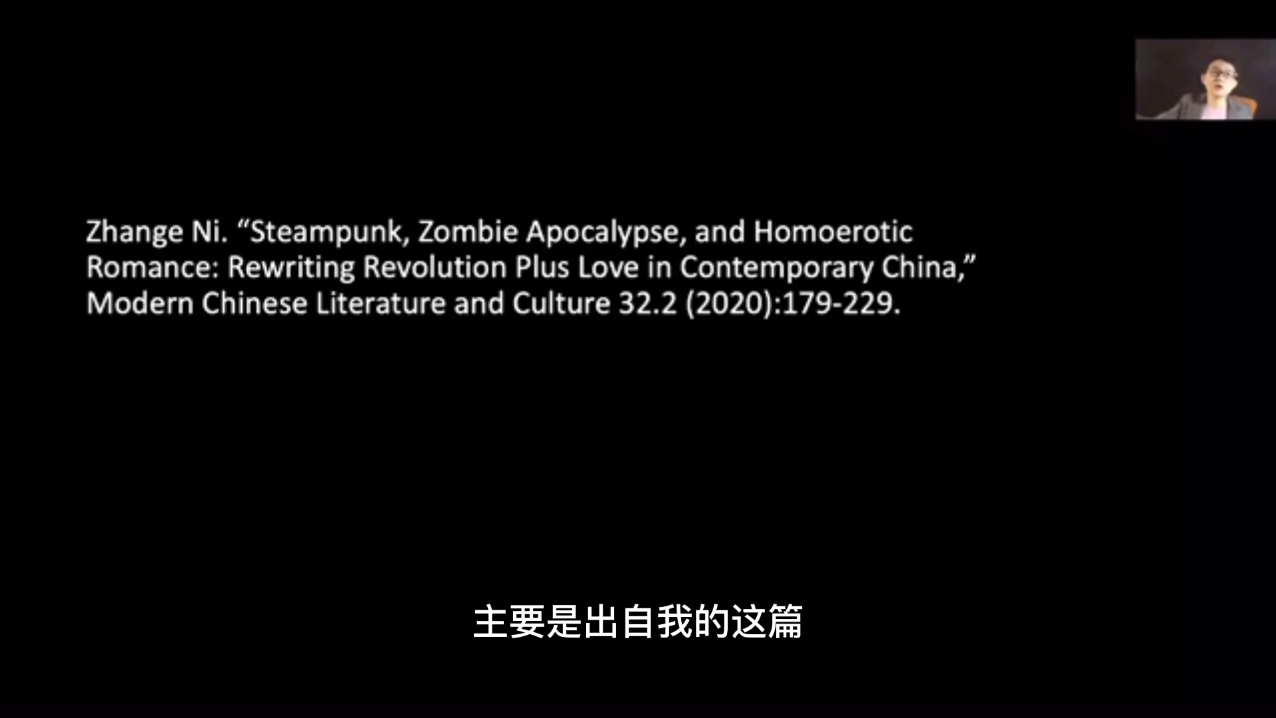 Zhange Ni. “Steampunk, Zombie Apocalypse, and Homoerotic
Romance: Rewriting Revolution Plus Love in Contemporary China,”
Modern Chinese Literature and Culture 32.2 (2020):179-229.
主要是出自我的这篇